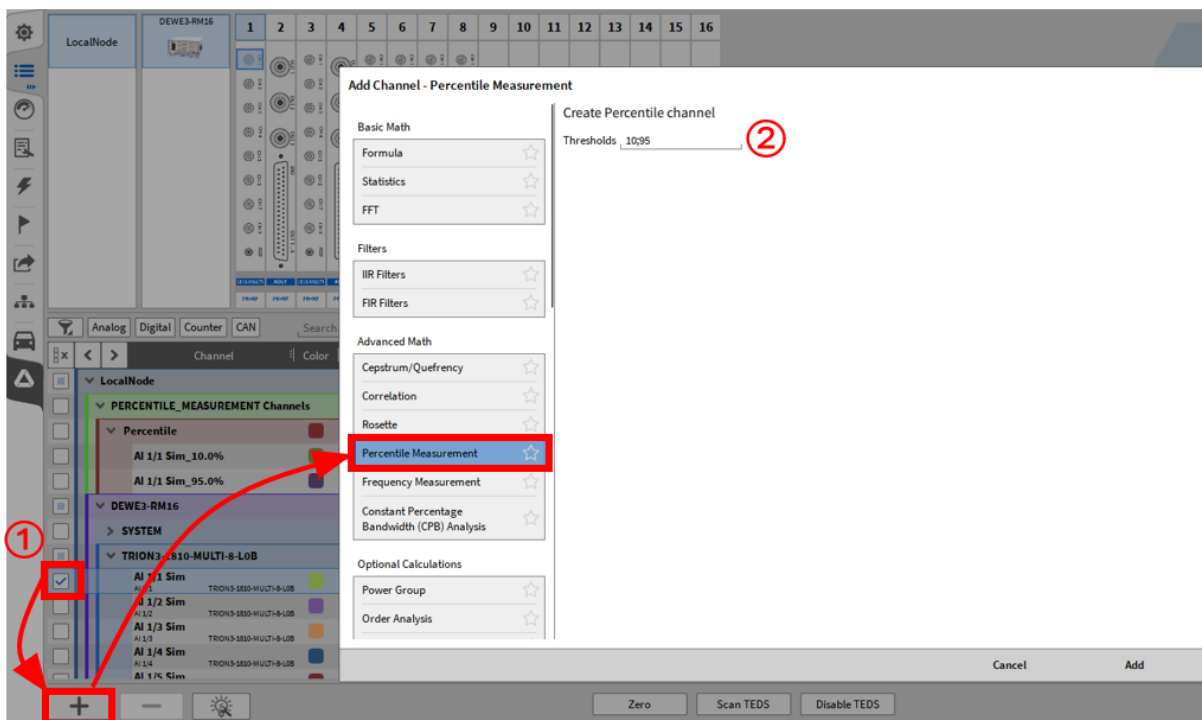 LocalNode
DEWE3-RM16
1 2 3 4 5 6 7 8 9 10 11 12 13 14 15 16
Analog Digital Counter CAN Search
Channel Color
LocalNode
PERCENTILE_MEASUREMENT Channels
Percentile
AI 1/1 Sim_10.0%
AI 1/1 Sim_95.0%
DEWE3-RM16
SYSTEM
TRION3-1810-MULTI-8-L0B
AI 1/1 Sim
TRION3-1810-MULTI-8-L0B
AI 1/2 Sim
AI 1/2 TRION3-1810-MULTI-8-L0B
AI 1/3 Sim
AI 1/3 TRION3-1810-MULTI-8-L0B
AI 1/4 Sim
AI 1/4 TRION3-1810-MULTI-8-L0B
AI 1/5 Sim
①
Add Channel - Percentile Measurement
Basic Math
Formula
Statistics
FFT
Filters
IIR Filters
FIR Filters
Advanced Math
Cepstrum/Quefrency
Correlation
Rosette
Percentile Measurement
Frequency Measurement
Constant Percentage
Bandwidth (CPB) Analysis
Optional Calculations
Power Group
Order Analysis
Create Percentile channel
Thresholds 10;95
②
Cancel Add
Zero Scan TEDS Disable TEDS